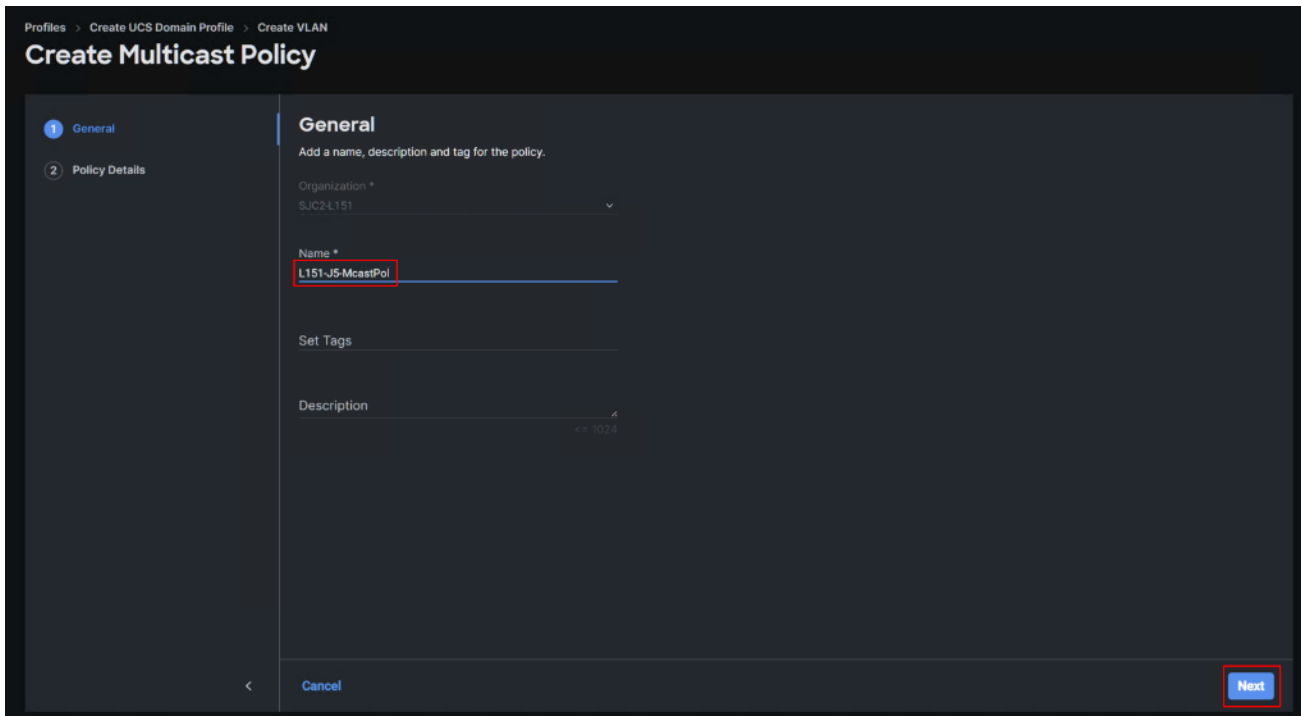 Profiles > Create UCS Domain Profile > Create VLAN
Create Multicast Policy
1 General
2 Policy Details
General
Add a name, description and tag for the policy.
Organization *
SJC2-L151
Name *
L151-J5-McastPol
Set Tags
Description
<= 1024
< Cancel Next